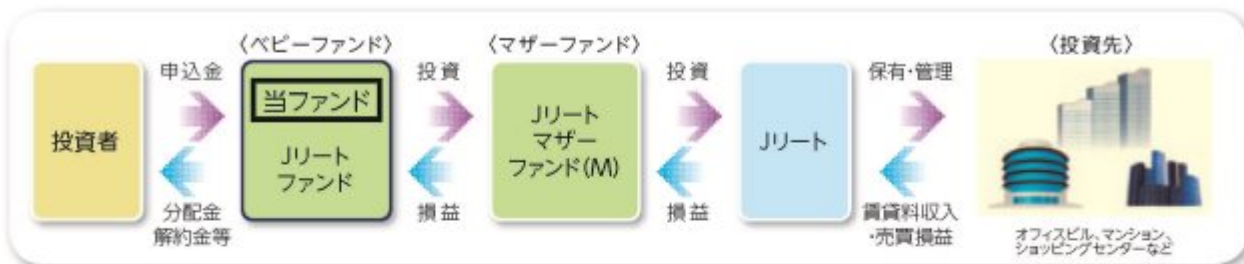 〈ベビーファンド〉
〈マザーファンド〉
〈投資先〉
投資者
申込金
分配金
解約金等
当ファンド
Jリート
ファンド
投資
損益
Jリート
マザー
ファンド(M)
投資
損益
Jリート
保有・管理
賃貸料収入
・売買損益
オフィスビル、マンション、
ショッピングセンターなど